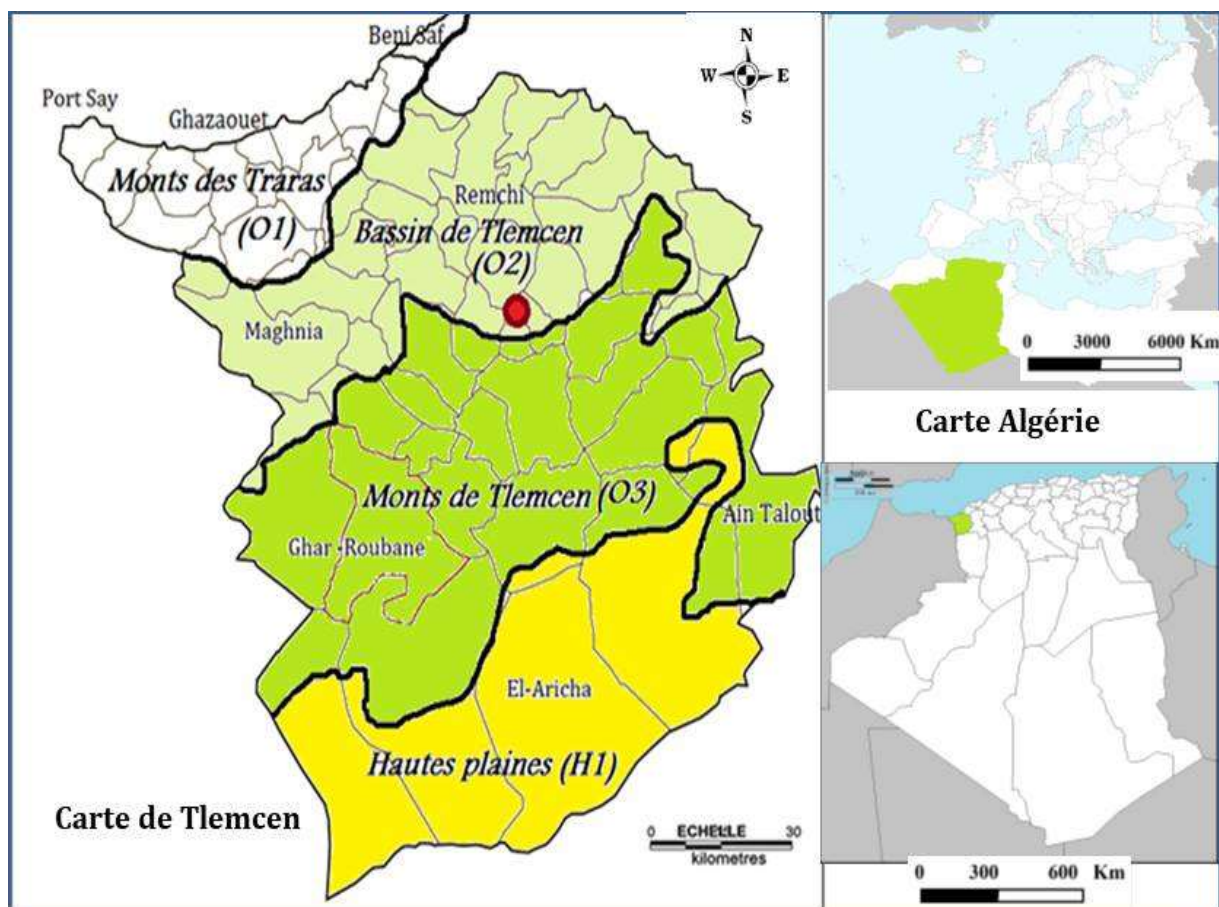 Beni Saf
Port Say
Ghazaouet
Monts des Traras
(O1)
N
W E
S
Remchi
Bassin de Tlemcen
(O2)
Maghnia
Monts de Tlemcen (O3)
Ghar -Roubane
Ain Talout
El-Aricha
Hautes plaines (H1)
Carte de Tlemcen
0 ECHELLE 30
kilometres
0 3000 6000 Km
Carte Algérie
0 300 600 Km